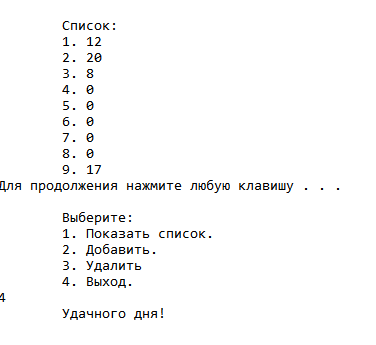 Список:
1. 12
2. 20
3. 8
4. 0
5. 0
6. 0
7. 0
8. 0
9. 17
Для продолжения нажмите любую клавишу . . .
Выберите:
1. Показать список.
2. Добавить.
3. Удалить
4. Выход.
4
Удачного дня!